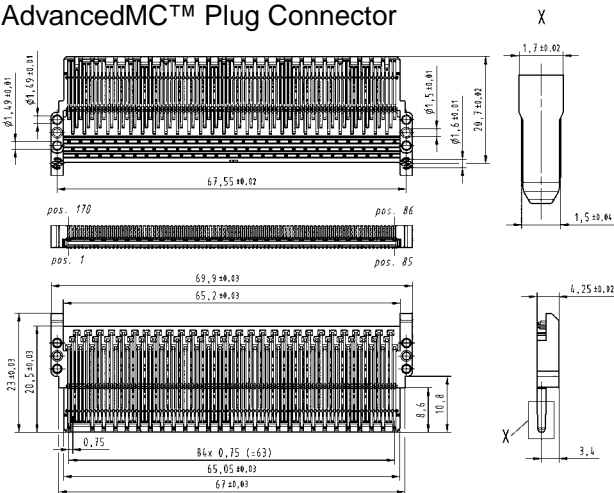 AdvancedMC™ Plug Connector
X
1,7 ±0.02
ϕ1,49 ±0,01
ϕ1,49 ±0,01
ϕ1,5 ±0,01
ϕ1,6 ±0,01
20,7 ±0.02
67,55 ±0.02
1,5 ±0,04
pos. 170
pos. 86
pos. 1
pos. 85
69,9 ±0,03
65,2 ±0,03
4,25 ±0,02
23 ±0,03
20,5 ±0,03
8,6
10,8
0,75
84x 0,75 (=63)
65,05 ±0,03
67 ±0,03
X
3,4